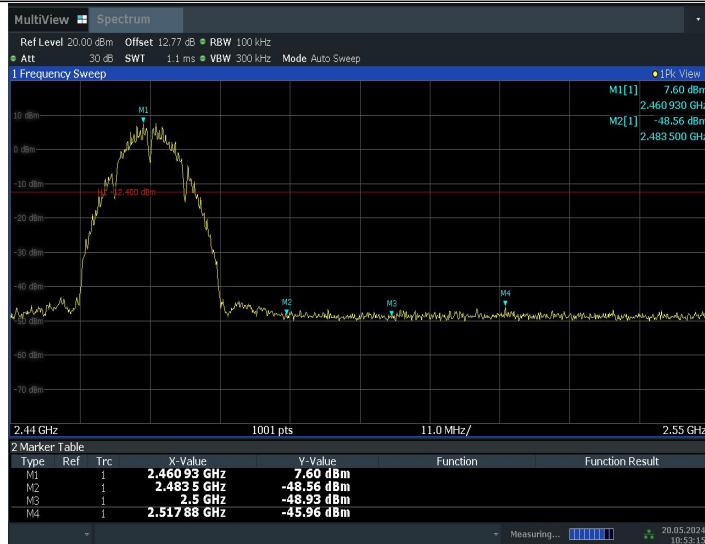 MultiView Spectrum
Ref Level 20.00 dBm Offset 12.77 dB RBW 100 kHz
Att 30 dB SWT 1.1 ms VBW 300 kHz Mode Auto Sweep
1 Frequency Sweep 1Pk View
M1[1] 7.60 dBm
2.460 930 GHz
M2[1] -48.56 dBm
2.483 500 GHz
M1
10 dBm
0 dBm
-10 dBm
-12.400 dBm
-20 dBm
-30 dBm
-40 dBm
M2 M3 M4
-50 dBm
-60 dBm
-70 dBm
2.44 GHz 1001 pts 11.0 MHz/ 2.55 GHz
2 Marker Table
Type Ref Trc X-Value Y-Value Function Function Result
M1 1 2.460 93 GHz 7.60 dBm
M2 1 2.483 5 GHz -48.56 dBm
M3 1 2.5 GHz -48.93 dBm
M4 1 2.517 88 GHz -45.96 dBm
Measuring... 20.05.2024
10:53:15